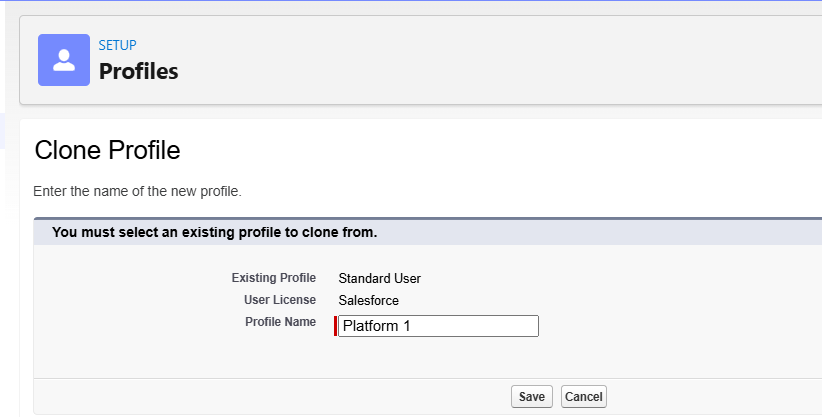 SETUP
Profiles
Clone Profile
Enter the name of the new profile.
You must select an existing profile to clone from.
Existing Profile Standard User
User License Salesforce
Profile Name Platform 1
Save Cancel